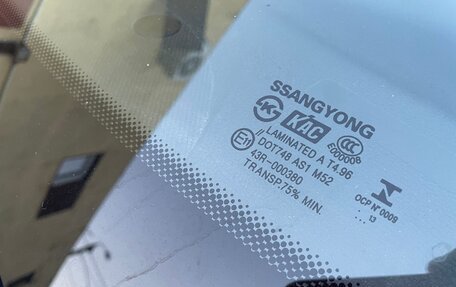 SSANGYONG
KAC
E000008
LAMINATED A T4.96
E11 // DOT748 AS1 M52
43R-000380
TRANSP.75% MIN.
OCP N°0009
... 13